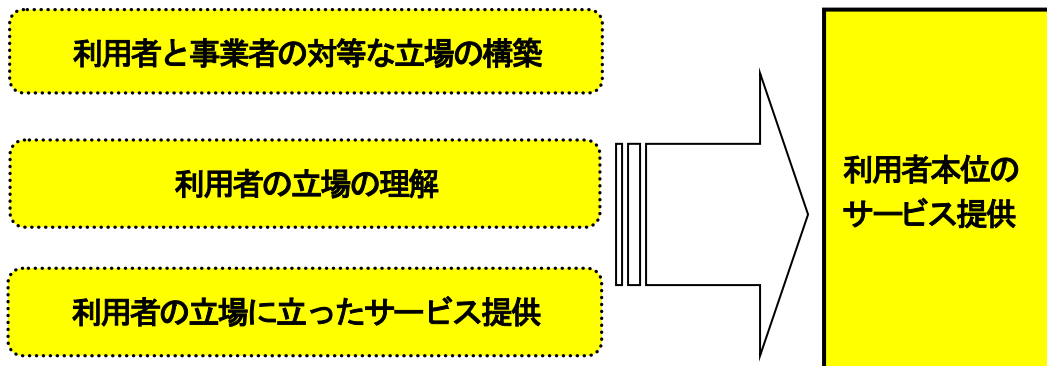 利用者と事業者の対等な立場の構築
利用者の立場の理解
利用者の立場に立ったサービス提供
利用者本位の
サービス提供